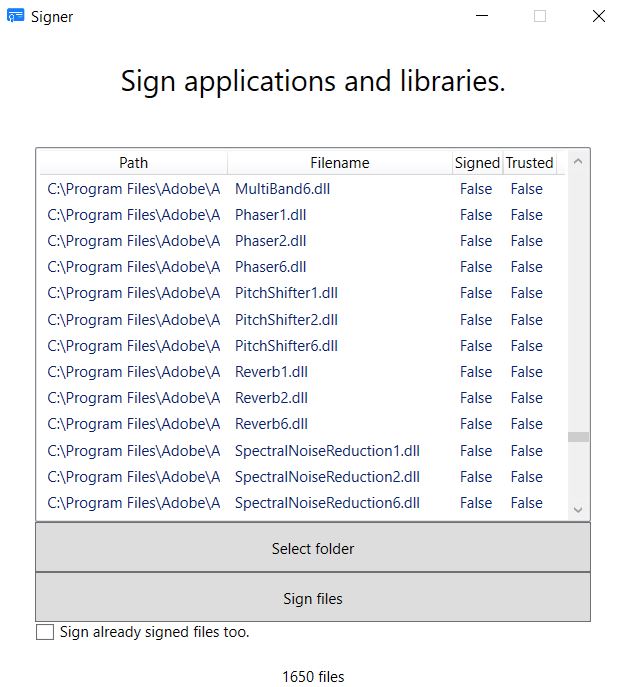 Signer
Sign applications and libraries.
Path Filename Signed Trusted
C:\Program Files\Adobe\A MultiBand6.dll False False
C:\Program Files\Adobe\A Phaser1.dll False False
C:\Program Files\Adobe\A Phaser2.dll False False
C:\Program Files\Adobe\A Phaser6.dll False False
C:\Program Files\Adobe\A PitchShifter1.dll False False
C:\Program Files\Adobe\A PitchShifter2.dll False False
C:\Program Files\Adobe\A PitchShifter6.dll False False
C:\Program Files\Adobe\A Reverb1.dll False False
C:\Program Files\Adobe\A Reverb2.dll False False
C:\Program Files\Adobe\A Reverb6.dll False False
C:\Program Files\Adobe\A SpectralNoiseReduction1.dll False False
C:\Program Files\Adobe\A SpectralNoiseReduction2.dll False False
C:\Program Files\Adobe\A SpectralNoiseReduction6.dll False False
Select folder
Sign files
Sign already signed files too.
1650 files